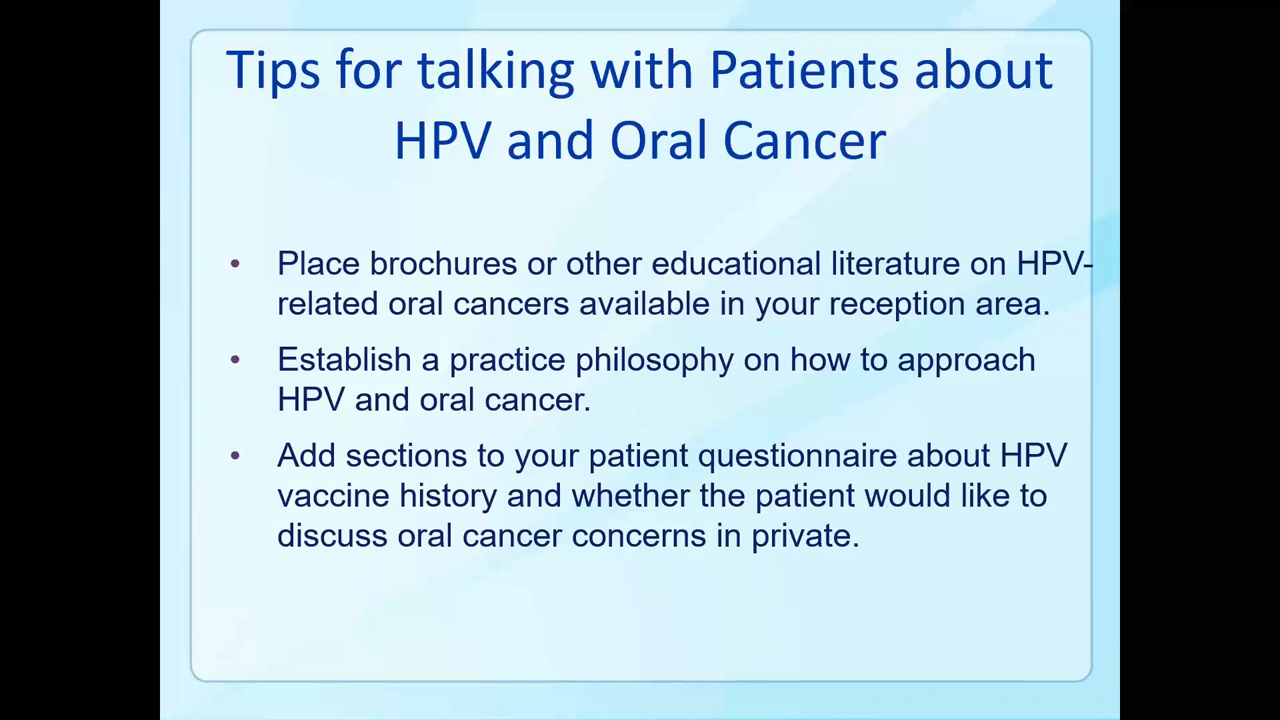 Tips for talking with Patients about
HPV and Oral Cancer
• Place brochures or other educational literature on HPV-
related oral cancers available in your reception area.
• Establish a practice philosophy on how to approach
HPV and oral cancer.
• Add sections to your patient questionnaire about HPV
vaccine history and whether the patient would like to
discuss oral cancer concerns in private.